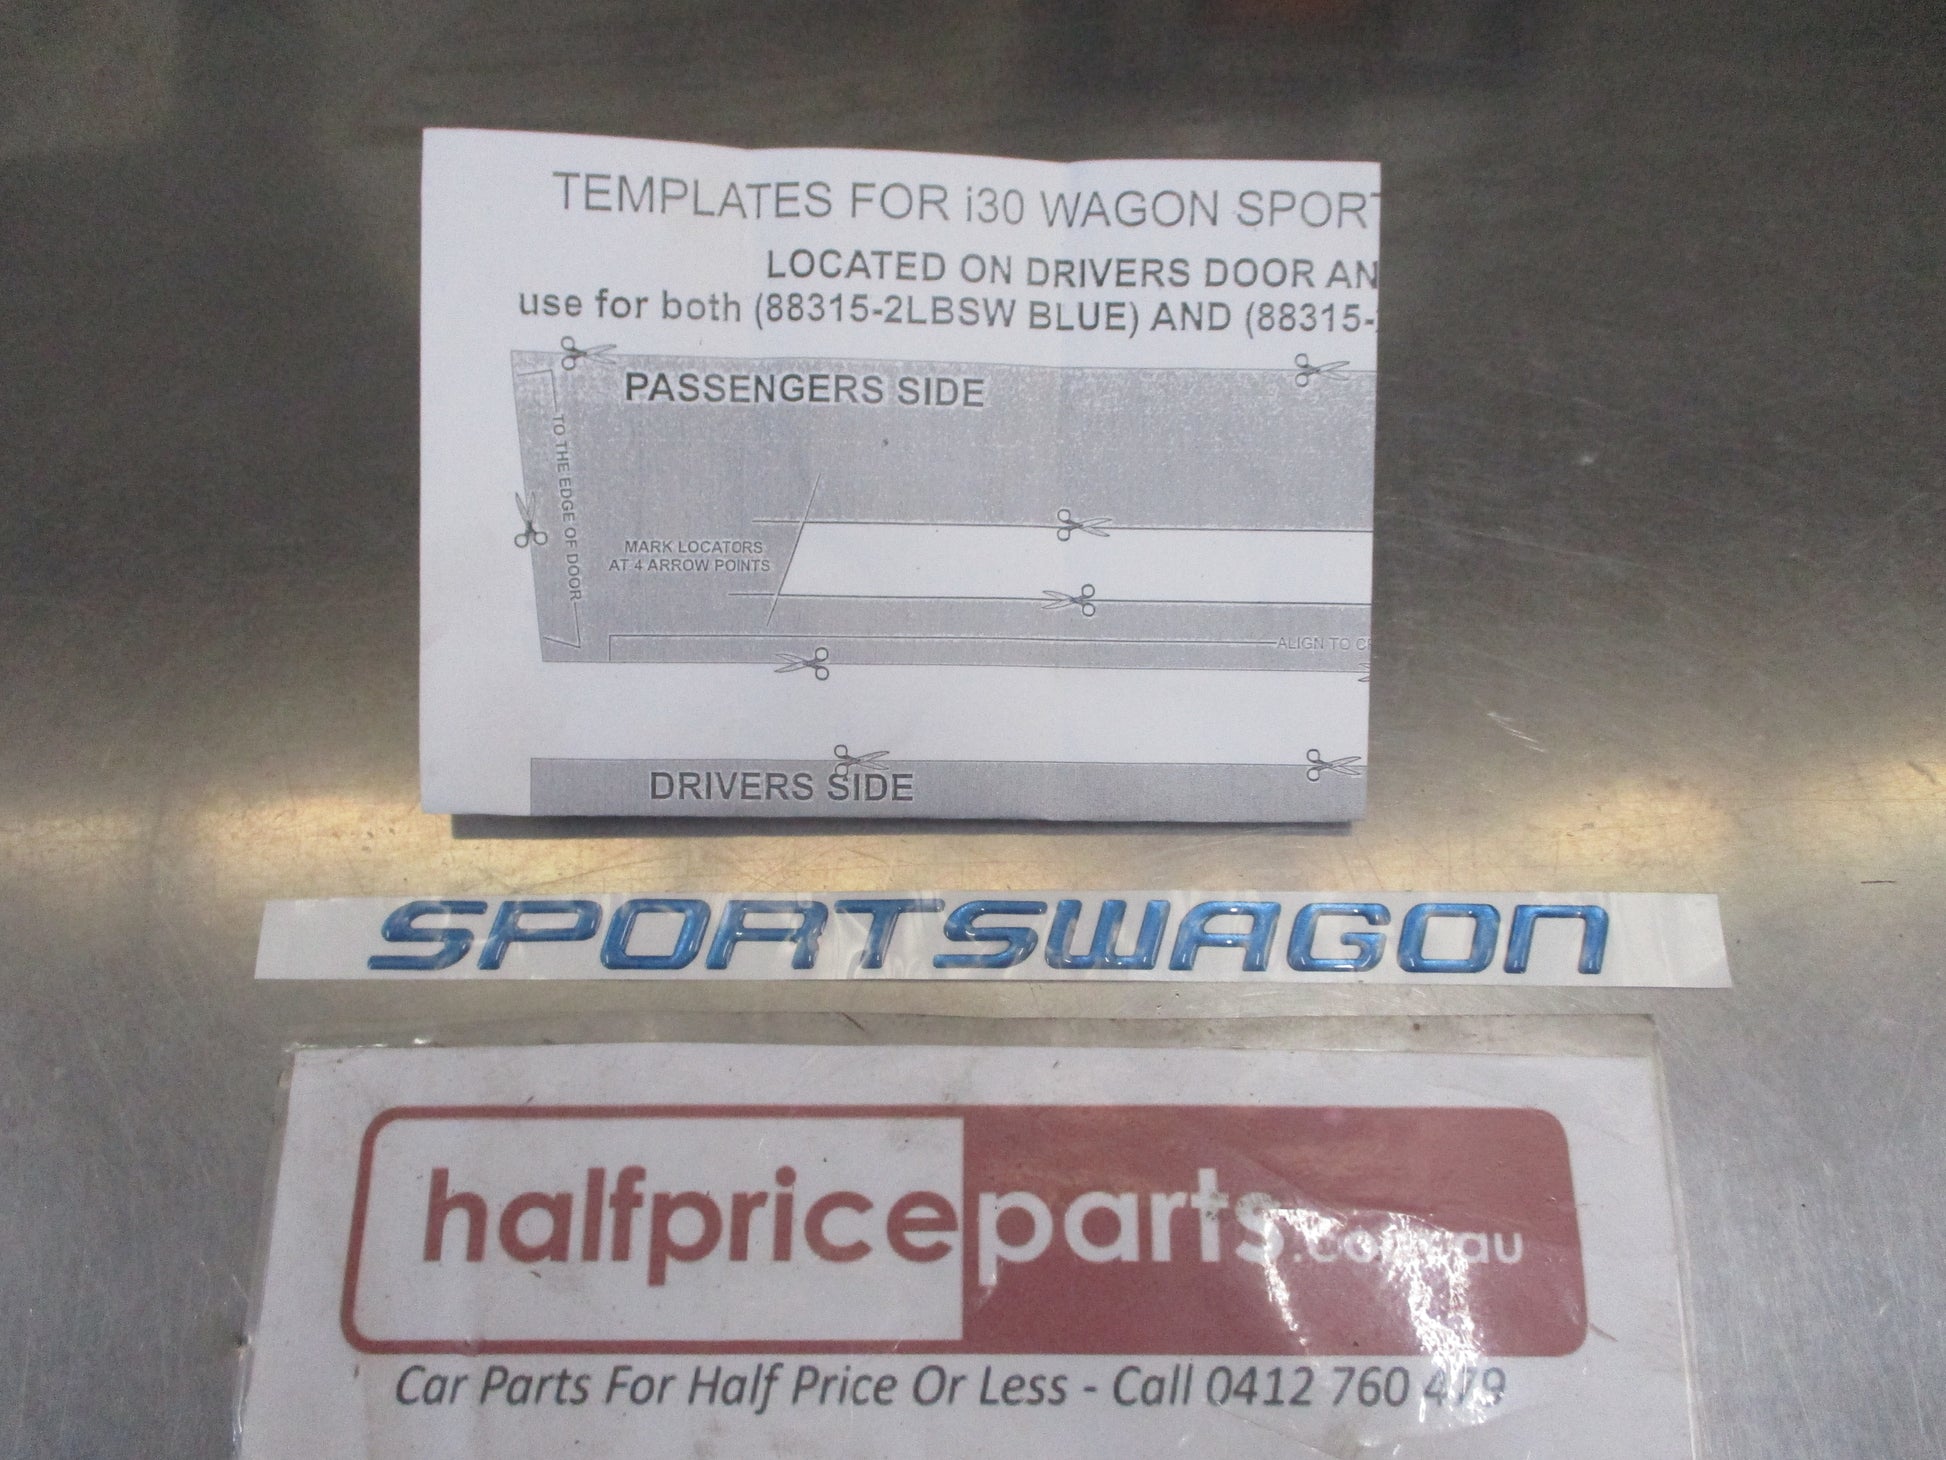 TEMPLATES FOR i30 WAGON SPORT
LOCATED ON DRIVERS DOOR AN
use for both (88315-2LBSW BLUE) AND (88315-
PASSENGERS SIDE
TO THE EDGE OF DOOR
MARK LOCATORS
AT 4 ARROW POINTS
ALIGN TO C
DRIVERS SIDE
SPORTSWAGON
halfpriceparts.com.au
Car Parts For Half Price Or Less - Call 0412 760 479